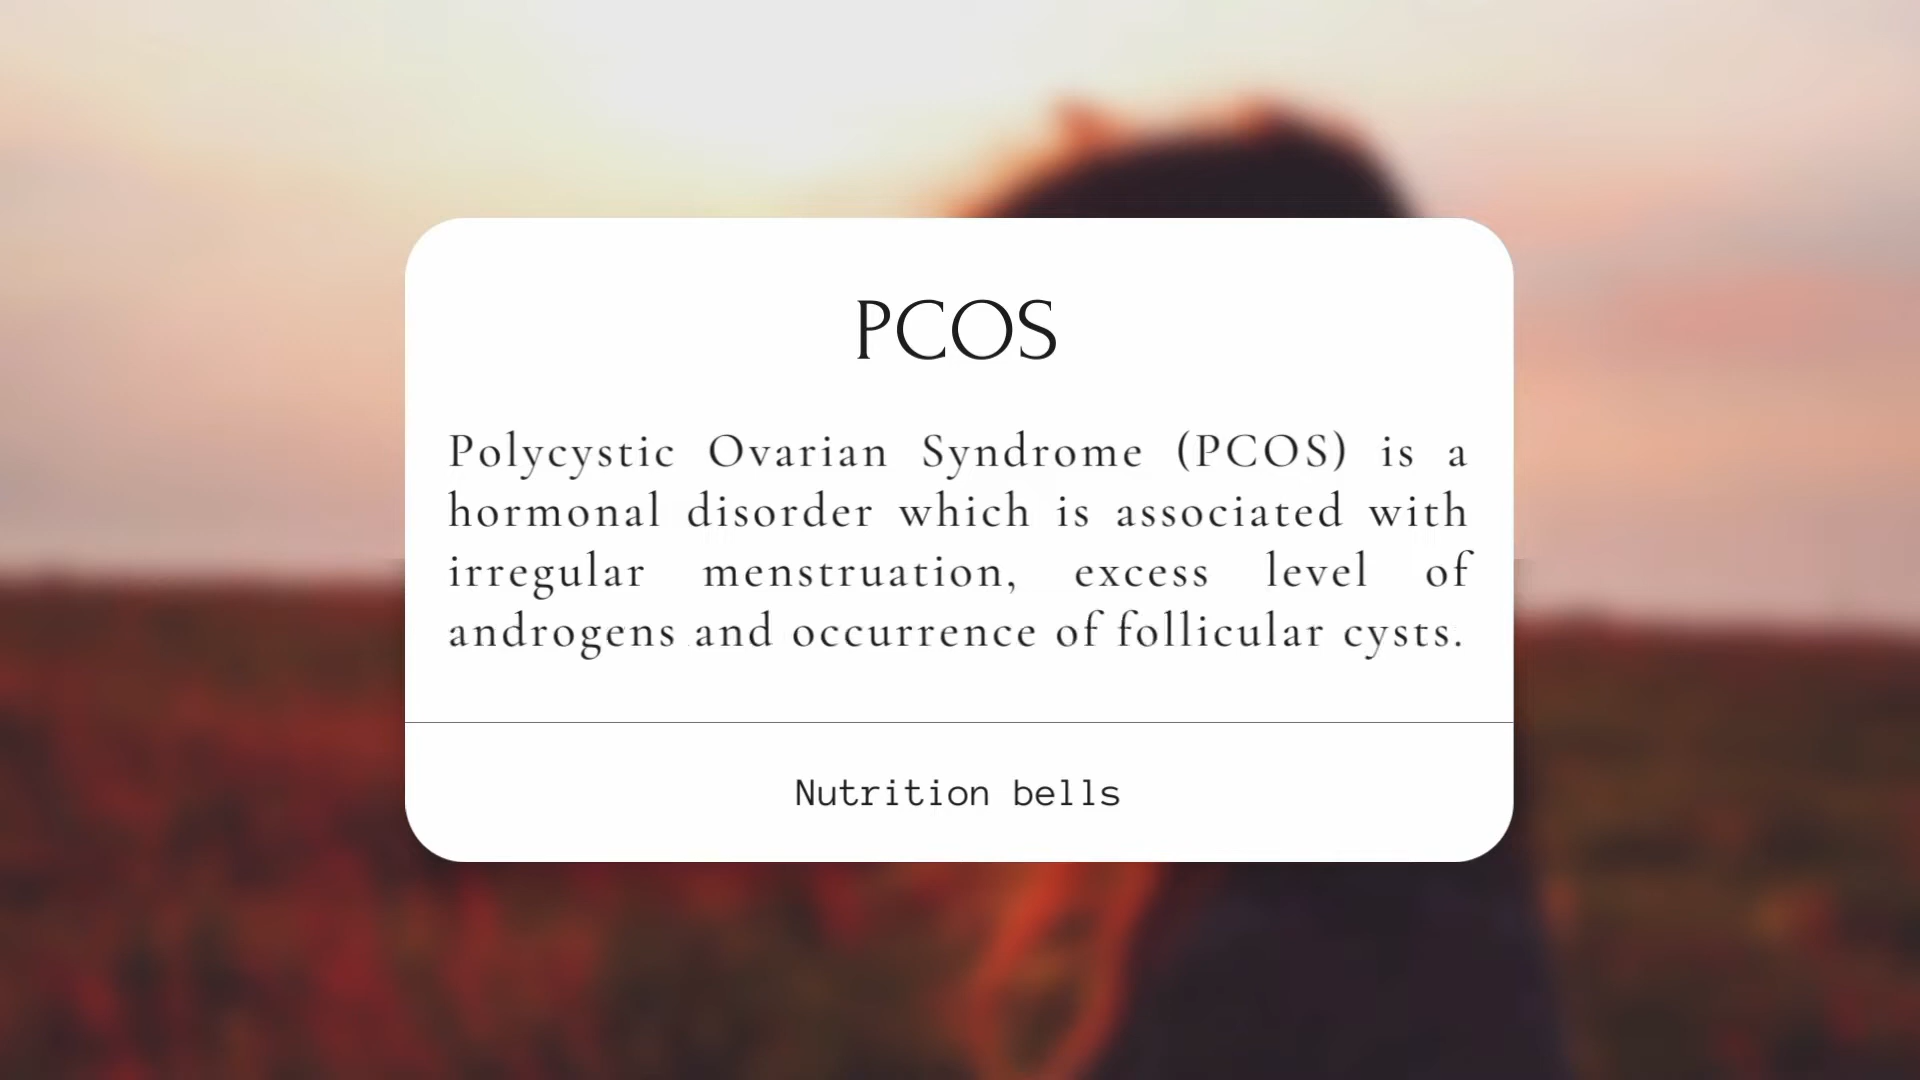 PCOS
Polycystic Ovarian Syndrome (PCOS) is a
hormonal disorder which is associated with
irregular menstruation, excess level of
androgens and occurrence of follicular cysts.
Nutrition bells